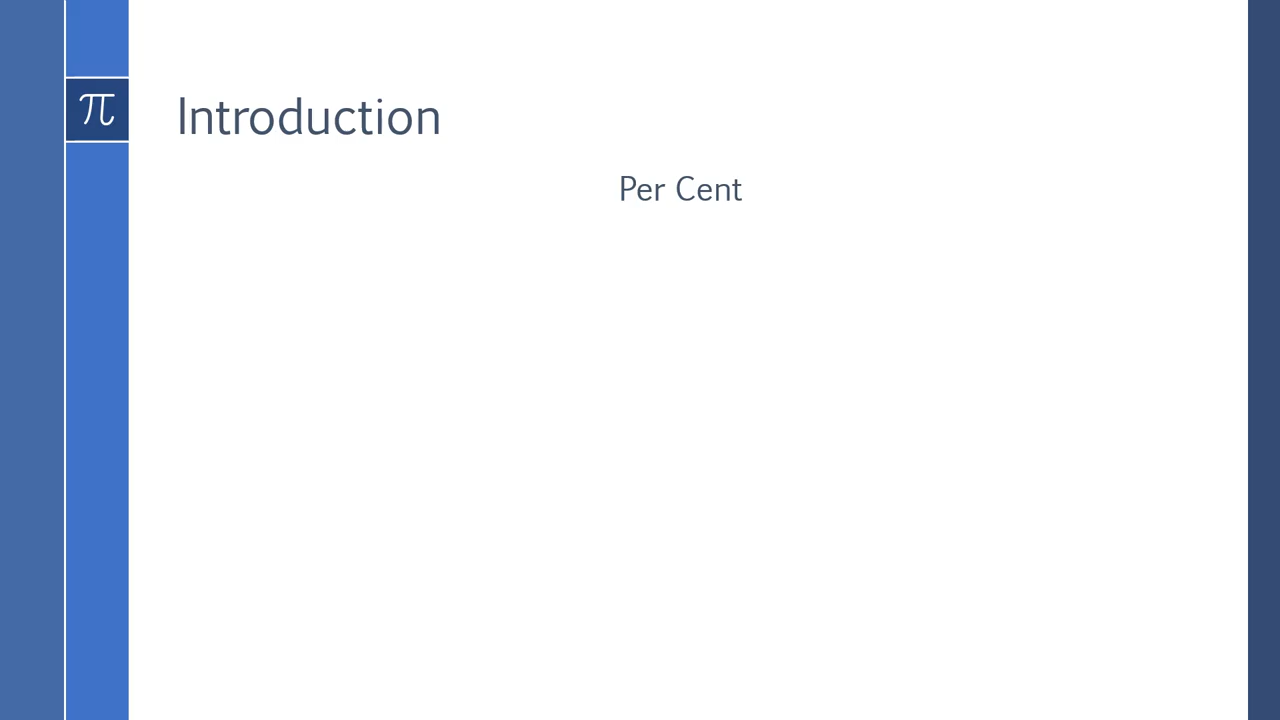 π
Introduction
Per Cent